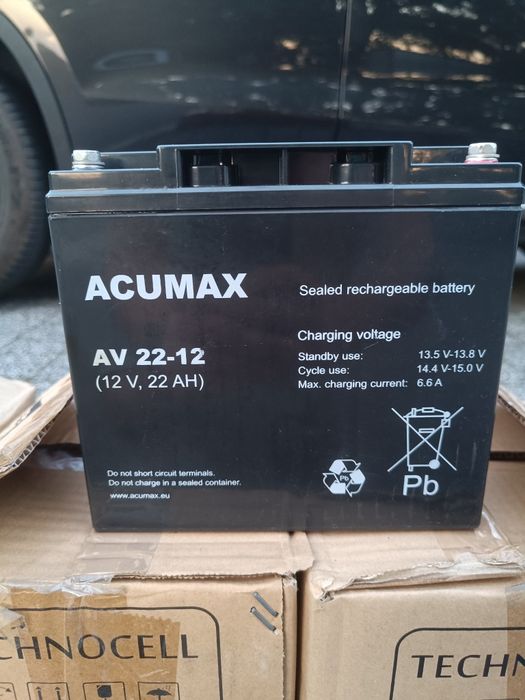 ACUMAX
Sealed rechargeable battery
AV 22-12
(12 V, 22 AH)
Charging voltage
Standby use: 13.5 V-13.8 V
Cycle use: 14.4 V-15.0 V
Max. charging current: 6.6 A
Do not short circuit terminals.
Do not charge in a sealed container.
www.acumax.eu
Pb
Pb
CHNOCELL
TECHN